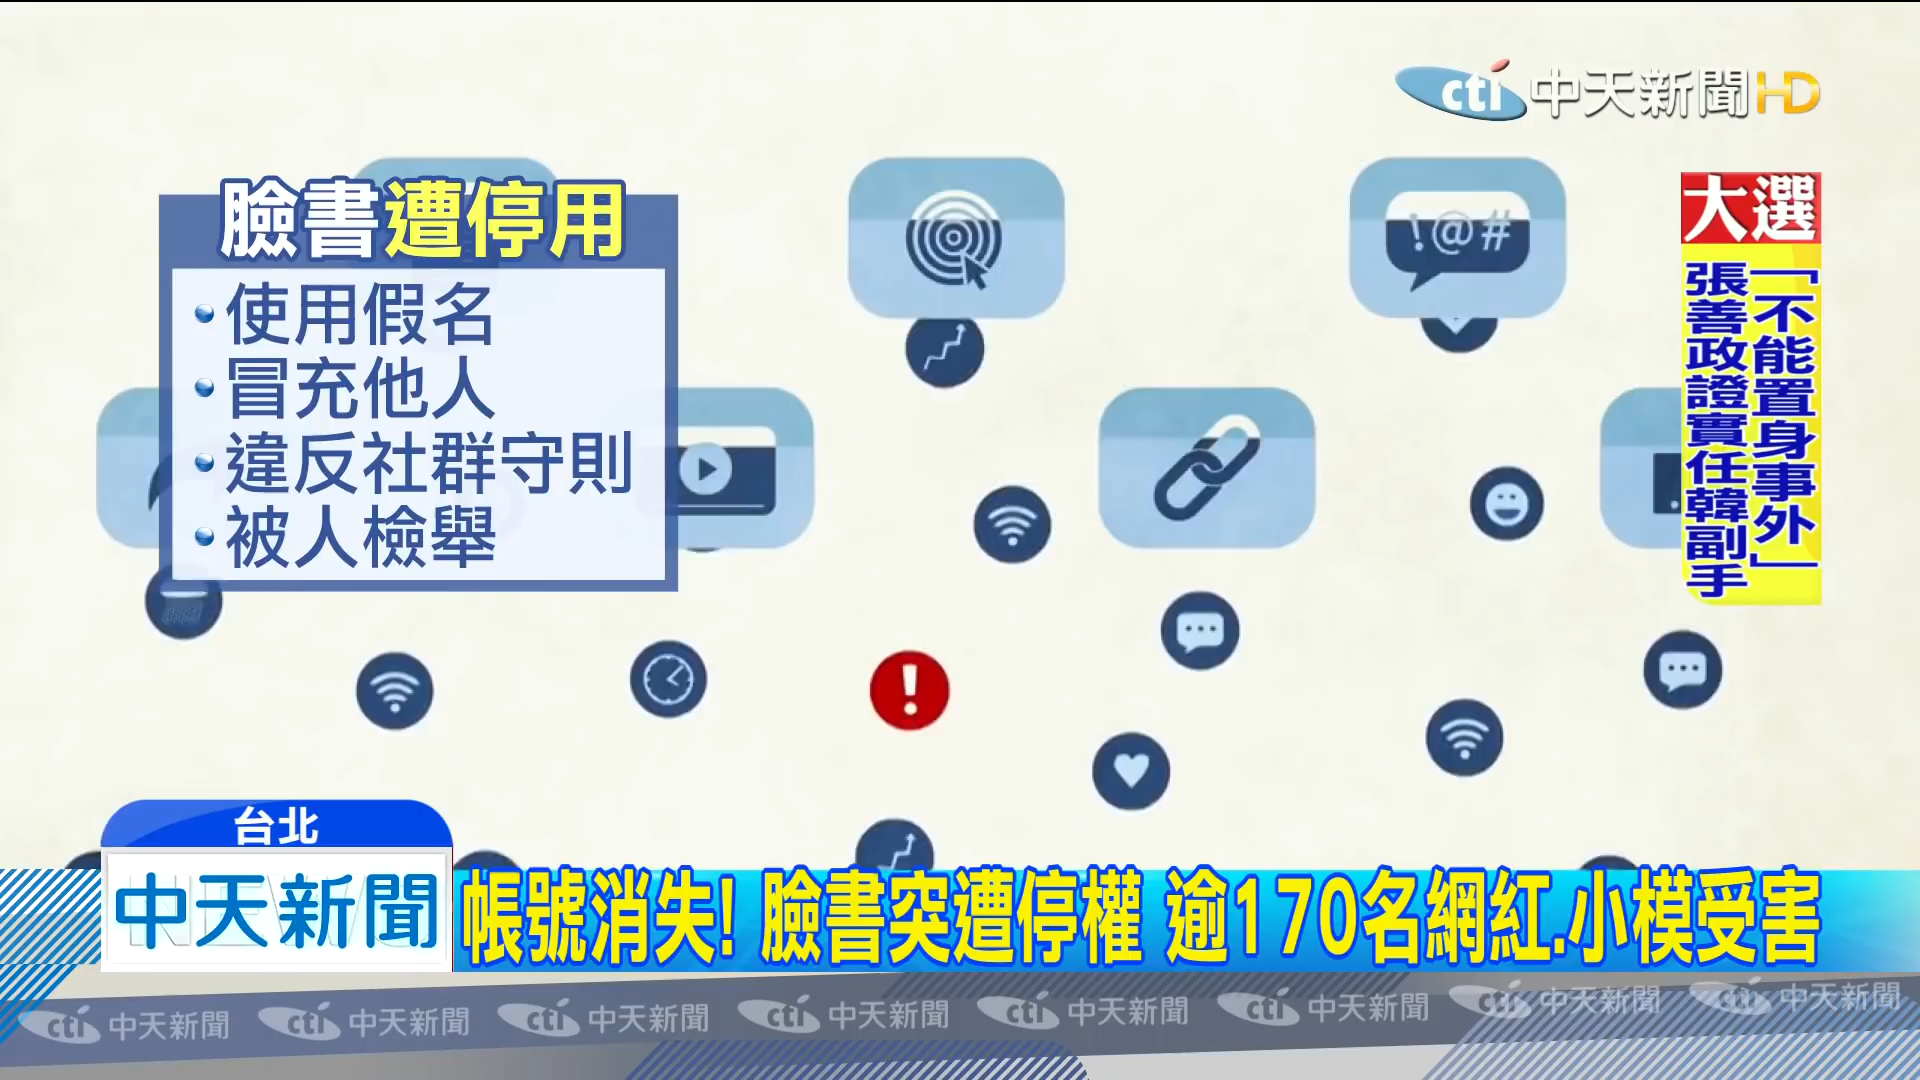 cti 中天新聞HD
臉書遭停用
使用假名
冒充他人
違反社群守則
被人檢舉
!@#
大選
「不能置身事外」
張善政證實任韓副手
台北
中天新聞
帳號消失! 臉書突遭停權 逾170名網紅.小模受害
cti 中天新聞 cti 中天新聞 cti 中天新聞 cti 中天新聞 cti 中天新聞 cti 中天新聞 cti 中天新聞 cti 中天新聞